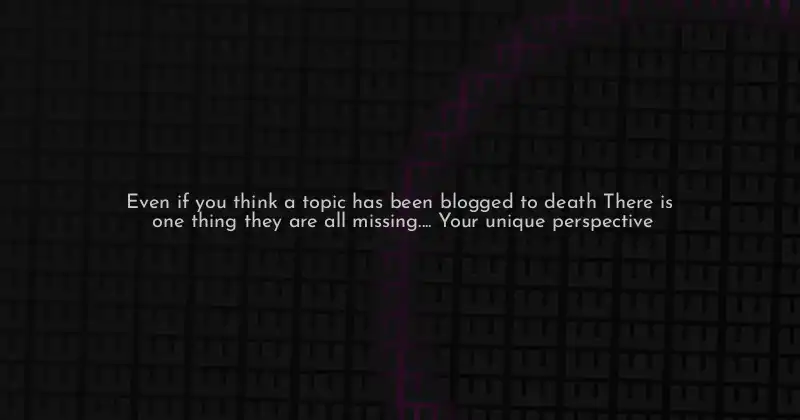 Even if you think a topic has been blogged to death There is
one thing they are all missing.... Your unique perspective